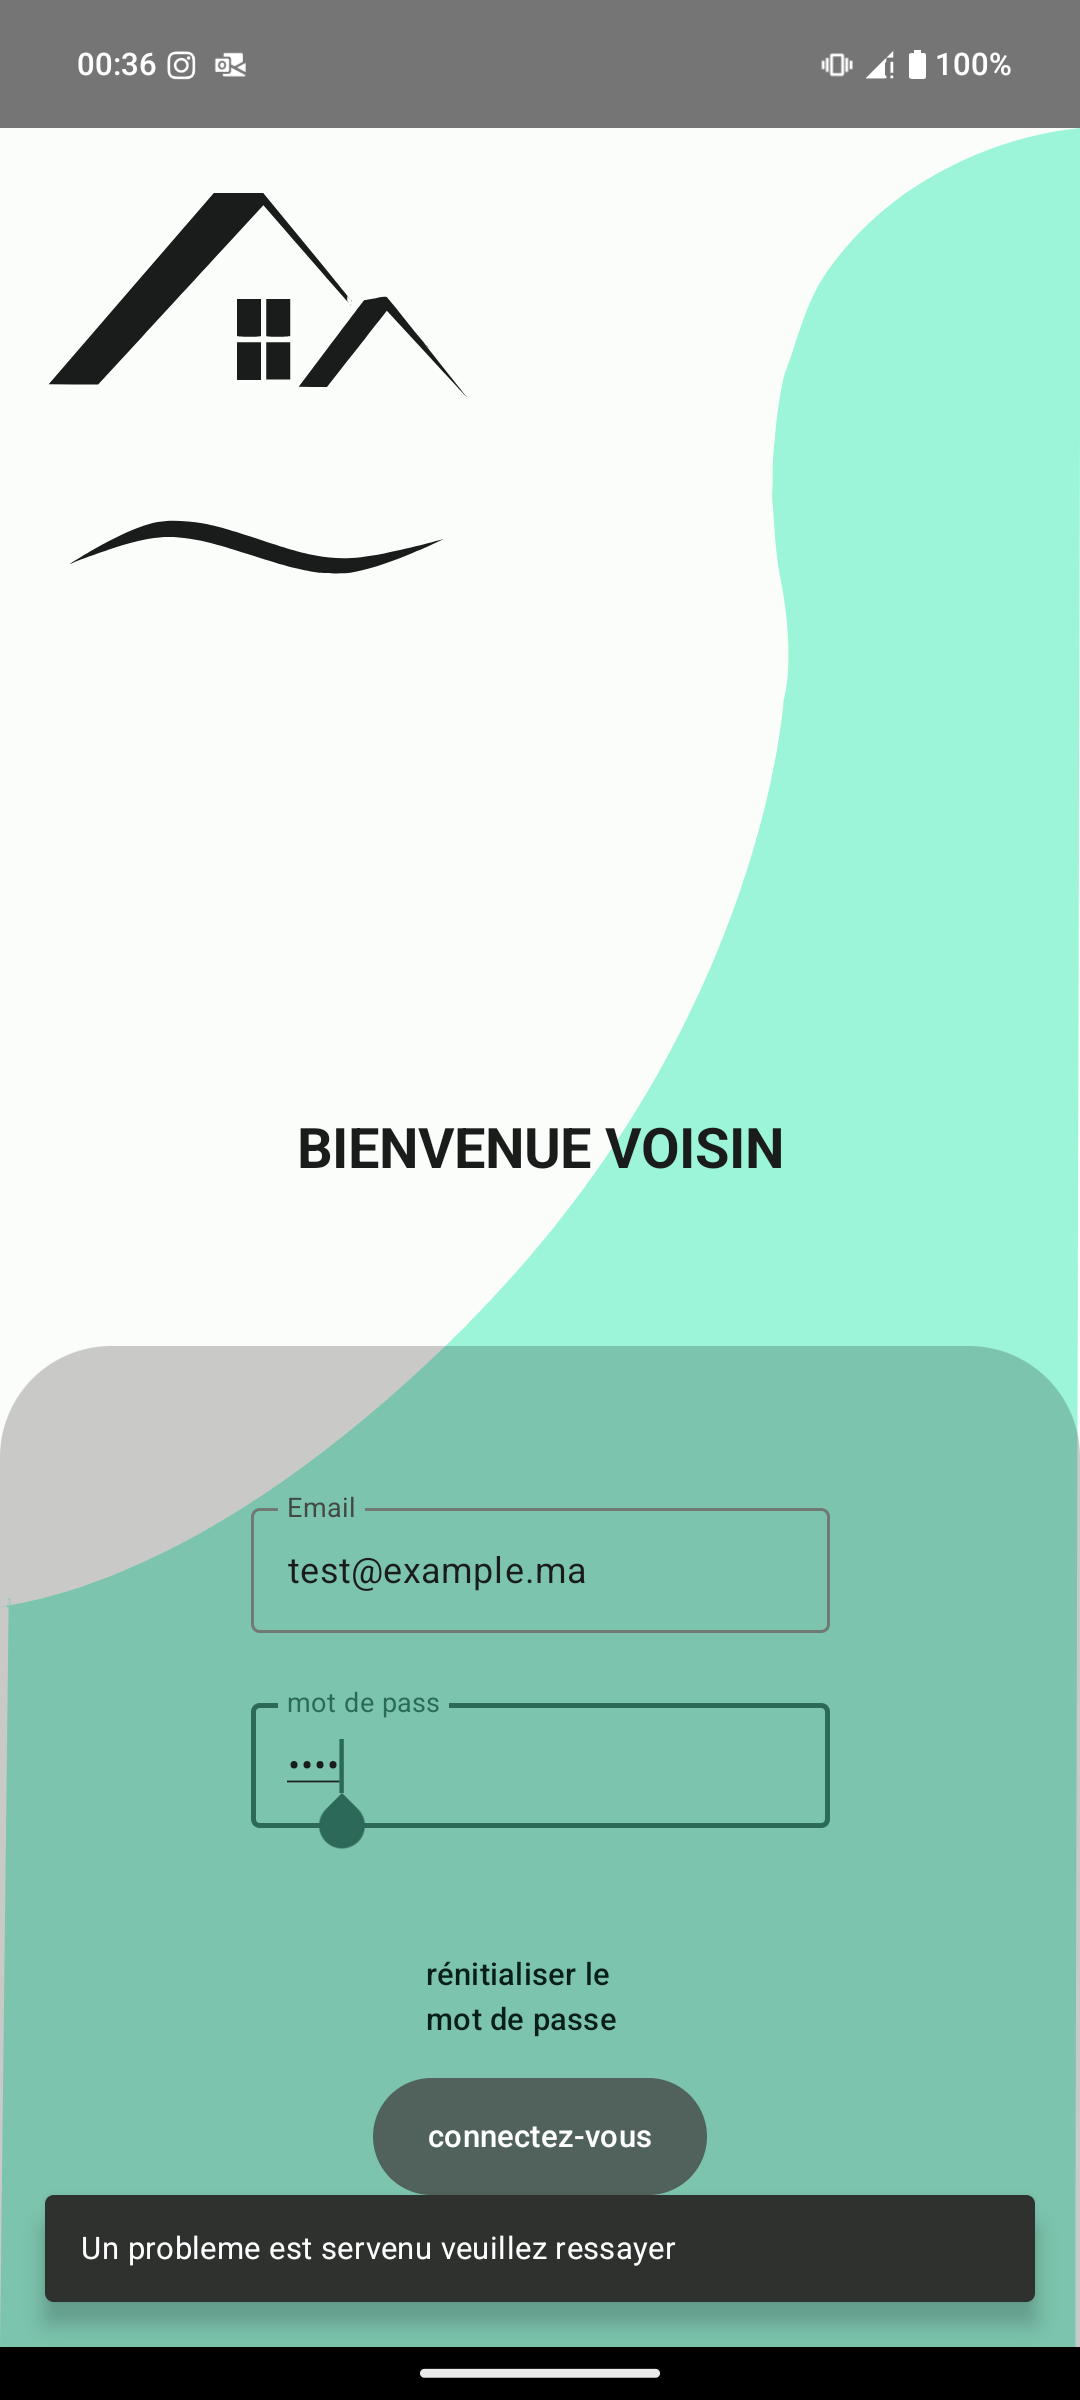 00:36 100%
BIENVENUE VOISIN
Email
test@example.ma
mot de pass
••••
rénitialiser le
mot de passe
connectez-vous
Un probleme est servenu veuillez ressayer